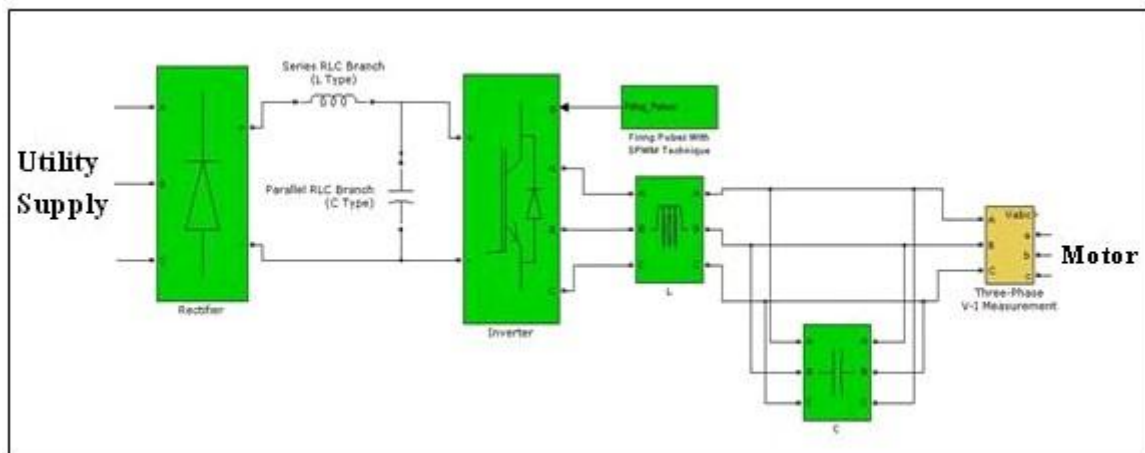 Utility
Supply
Rectifier
Series RLC Branch
(L Type)
Parallel RLC Branch
(C Type)
Inverter
Firing Pulses With
SPWM Technique
L
C
A
B
C
Vabc
a
b
c
Three-Phase
V-I Measurement
Motor